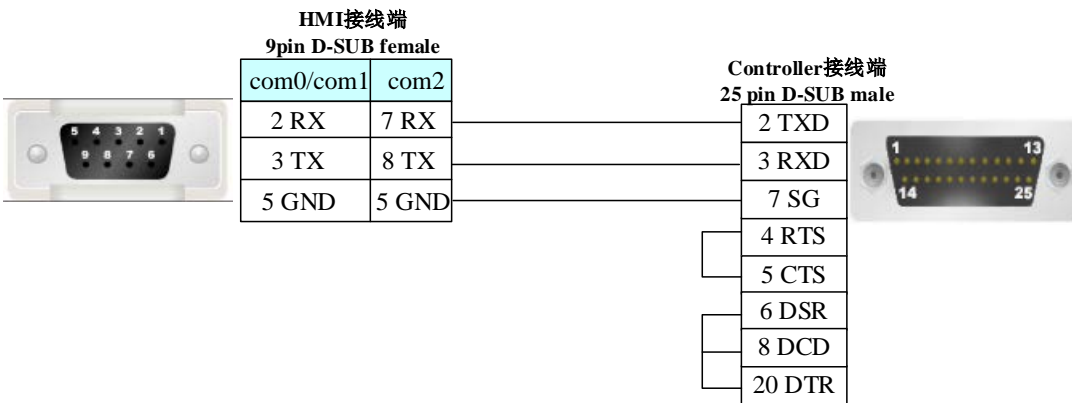 HMI接线端
9pin D-SUB female
com0/com1 com2
2 RX 7 RX
3 TX 8 TX
5 GND 5 GND
5 4 3 2 1
9 8 7 6
Controller接线端
25 pin D-SUB male
2 TXD
3 RXD
7 SG
4 RTS
5 CTS
6 DSR
8 DCD
20 DTR
1 13
14 25